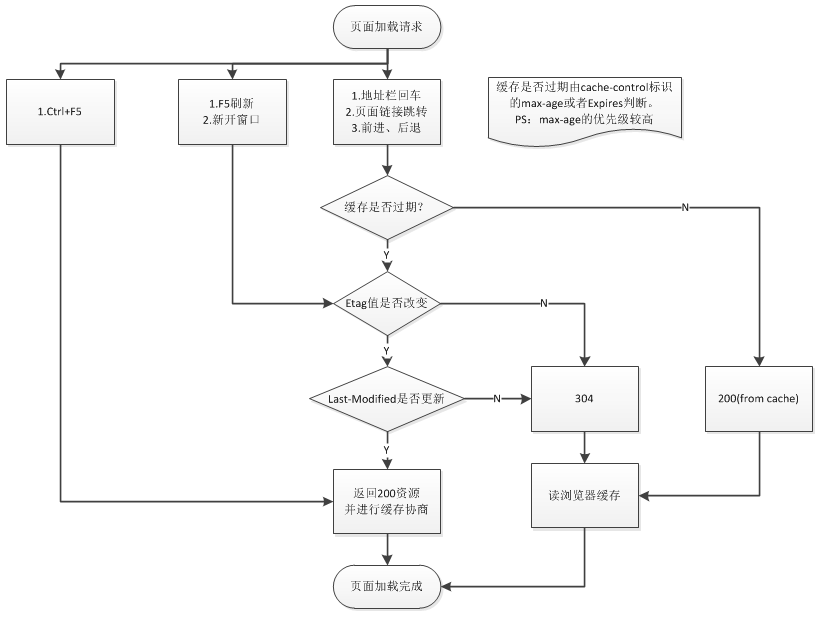 页面加载请求
1.Ctrl+F5
1.F5刷新
2.新开窗口
1.地址栏回车
2.页面链接跳转
3.前进、后退
缓存是否过期由cache-control标识
的max-age或者Expires判断。
PS：max-age的优先级较高
缓存是否过期?
N
Y
Etag值是否改变
N
Y
Last-Modified是否更新
N
304
200(from cache)
Y
返回200资源
并进行缓存协商
读浏览器缓存
页面加载完成